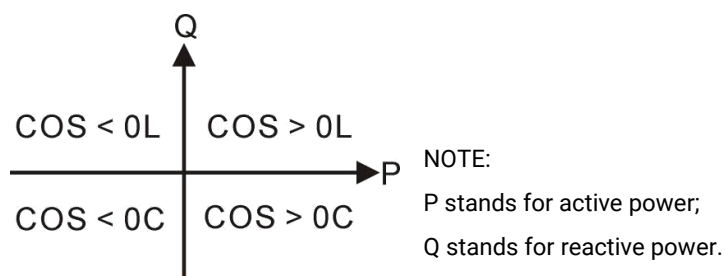 Q
COS < 0L
COS > 0L
P
COS < 0C
COS > 0C
NOTE:
P stands for active power;
Q stands for reactive power.